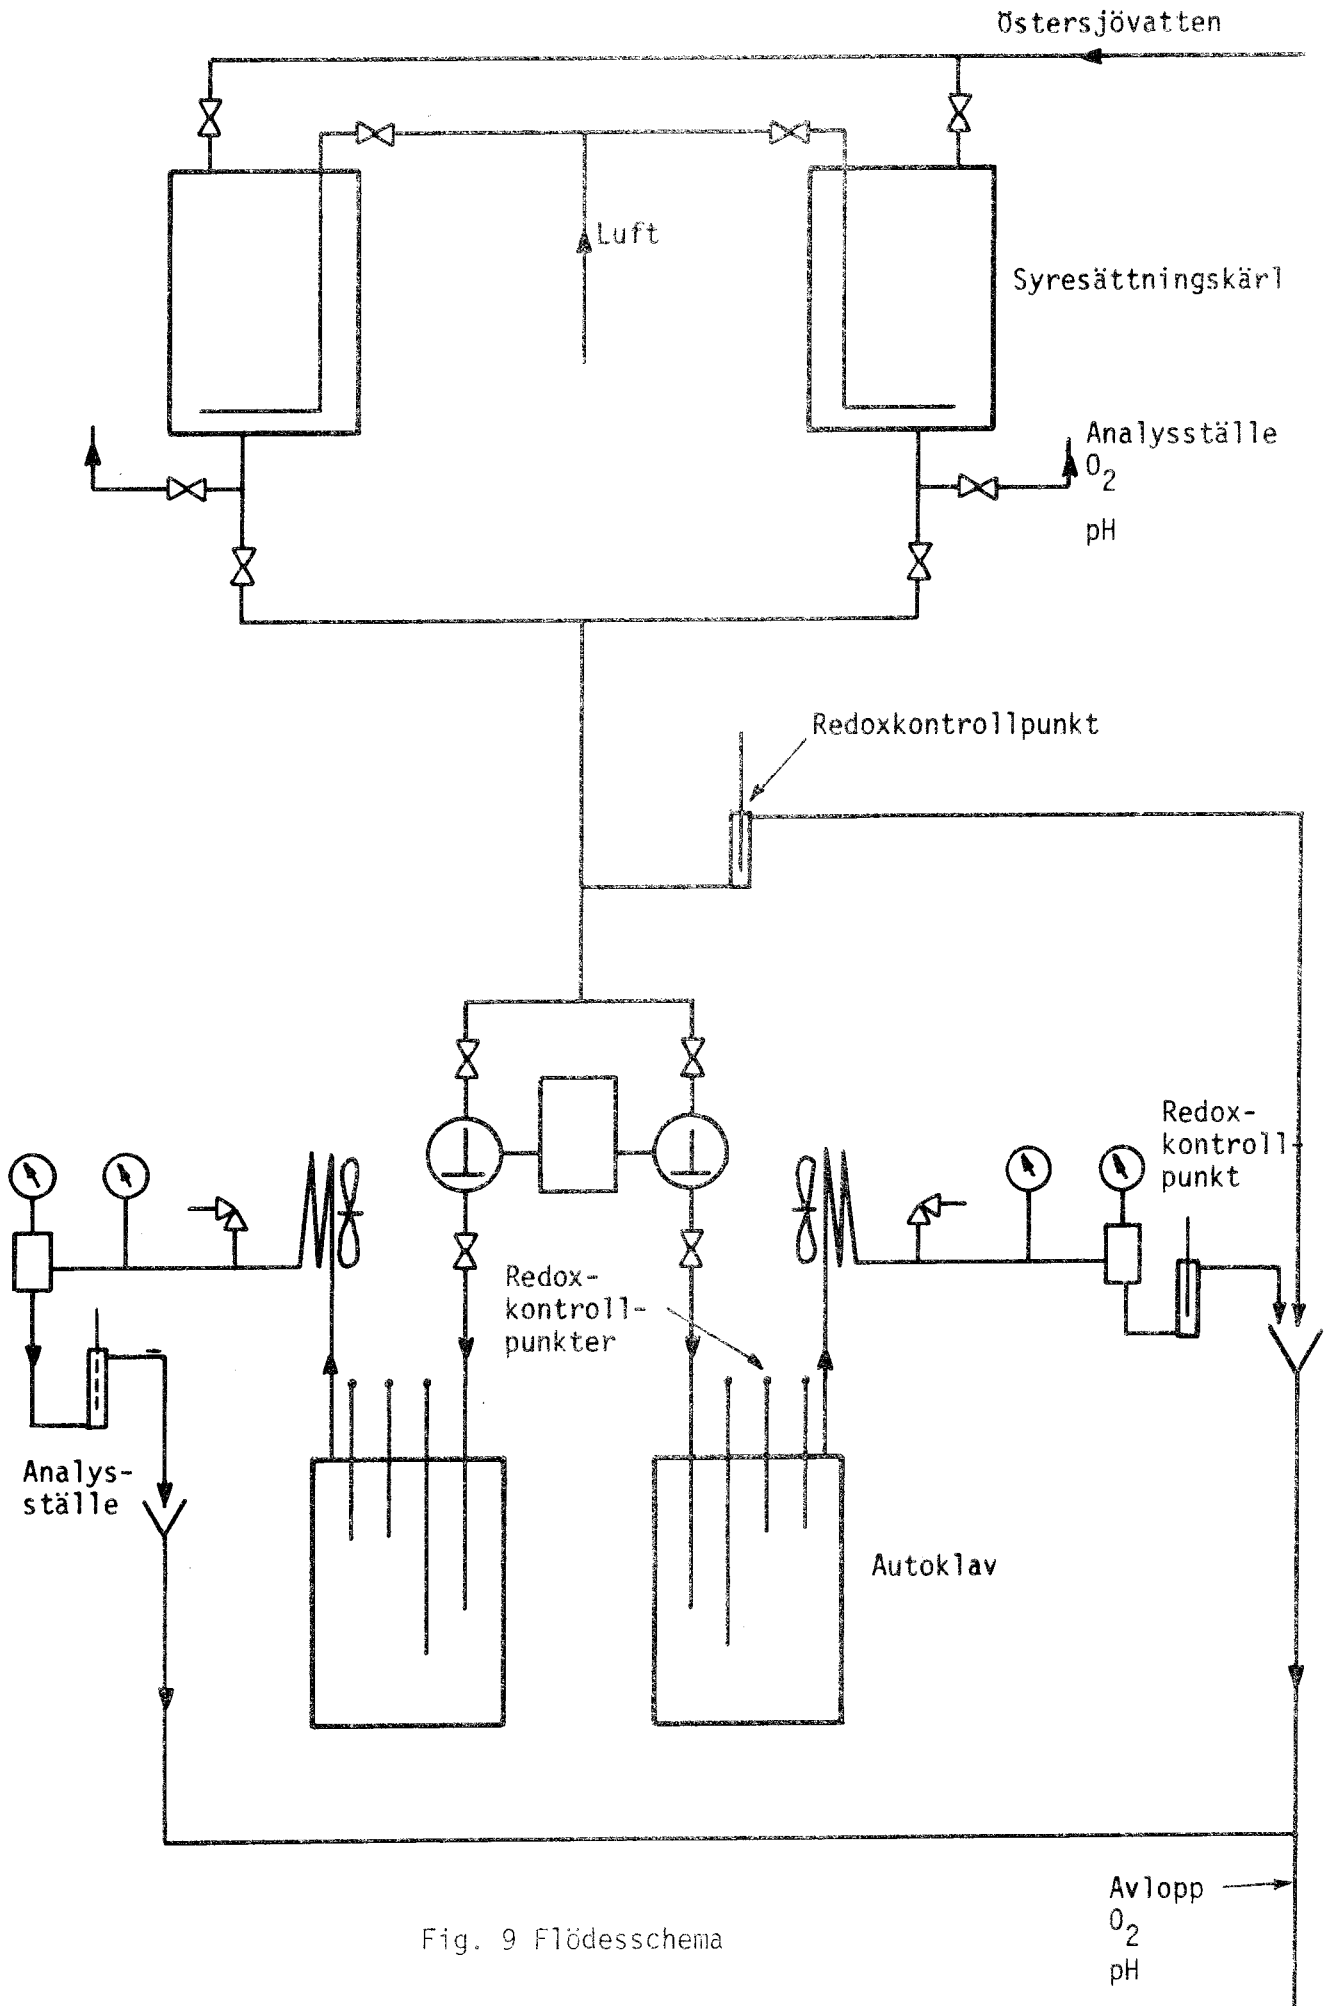 Östersjövatten
Luft
Syresättningskärl
Analysställe
O2
pH
Redoxkontrollpunkt
Redox-
kontroll-
punkt
Redox-
kontroll-
punkter
Analys-
ställe
Autoklav
Avlopp
O2
pH
Fig. 9 Flödesschema